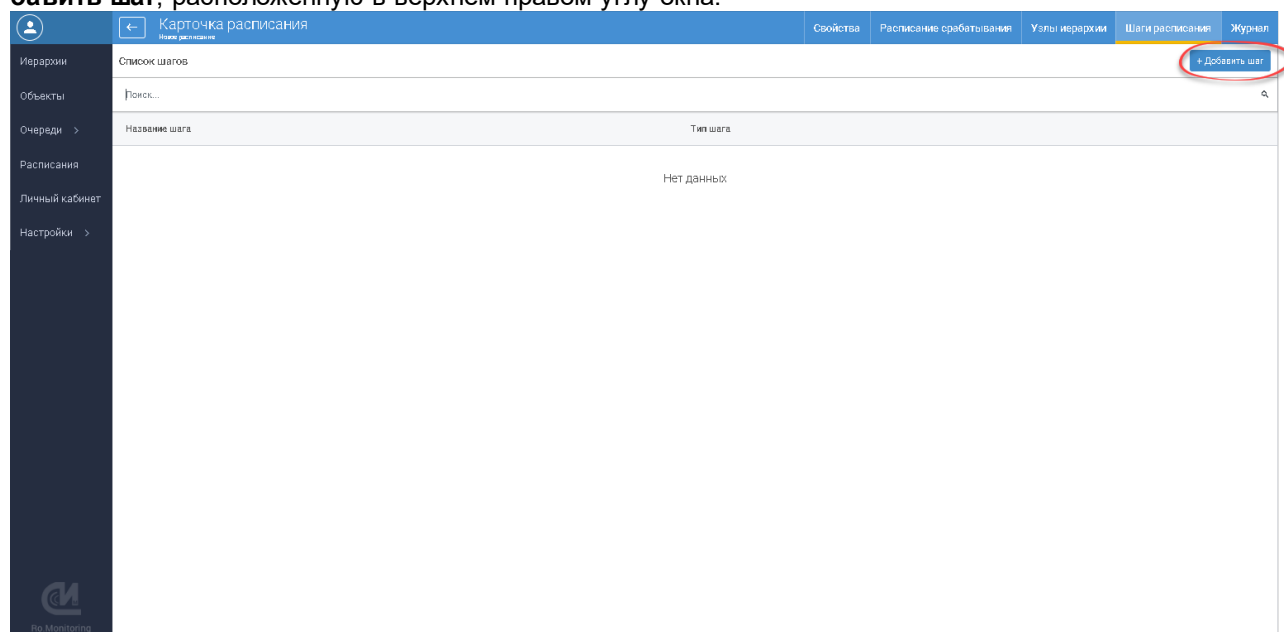 бавить шаг, расположенную в верхнем правом углу окна.
Карточка расписания
Новое расписание
Свойства
Расписание срабатывания
Узлы иерархии
Шаги расписания
Журнал
Иерархии
Объекты
Очереди >
Расписания
Личный кабинет
Настройки >
Список шагов
+ Добавить шаг
Поиск...
Название шага
Тип шага
Нет данных
Ro.Monitoring